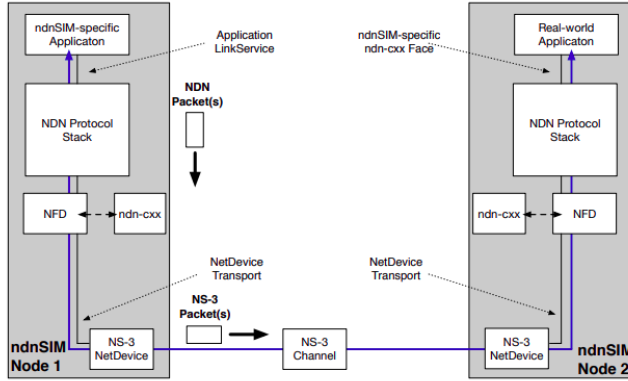 ndnSIM-specific
Applicaton
Application
LinkService
NDN
Packet(s)
NDN Protocol
Stack
NFD
ndn-cxx
NetDevice
Transport
NS-3
Packet(s)
ndnSIM
Node 1
NS-3
NetDevice
NS-3
Channel
ndnSIM-specific
ndn-cxx Face
Real-world
Applicaton
NDN Protocol
Stack
ndn-cxx
NFD
NetDevice
Transport
NS-3
NetDevice
ndnSIM
Node 2